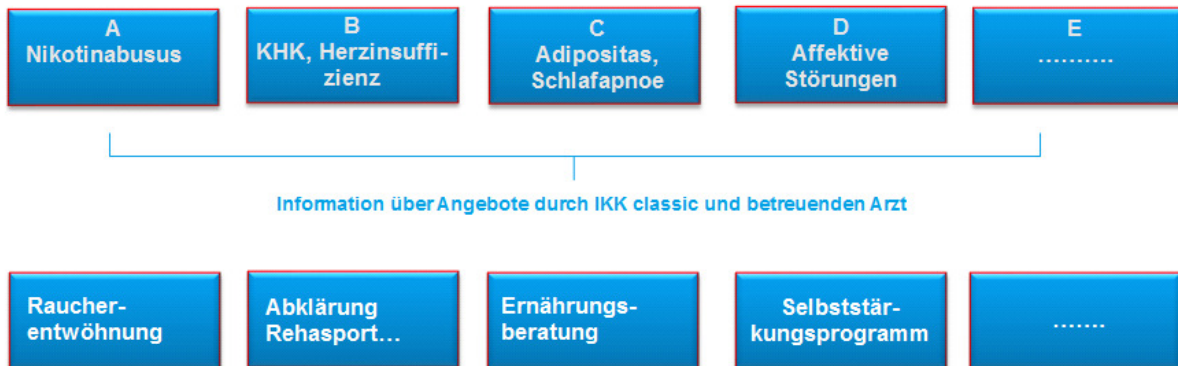 A
Nikotinabusus
B
KHK, Herzinsuffi-
zienz
C
Adipositas,
Schlafapnoe
D
Affektive
Störungen
E
..........
Information über Angebote durch IKK classic und betreuenden Arzt
Raucher-
entwöhnung
Abklärung
Rehasport...
Ernährungs-
beratung
Selbststär-
kungsprogramm
.......